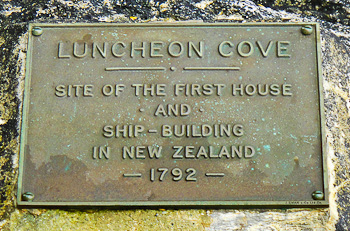 LUNCHEON COVE
SITE OF THE FIRST HOUSE
· AND ·
SHIP-BUILDING
IN NEW ZEALAND
— 1792 —